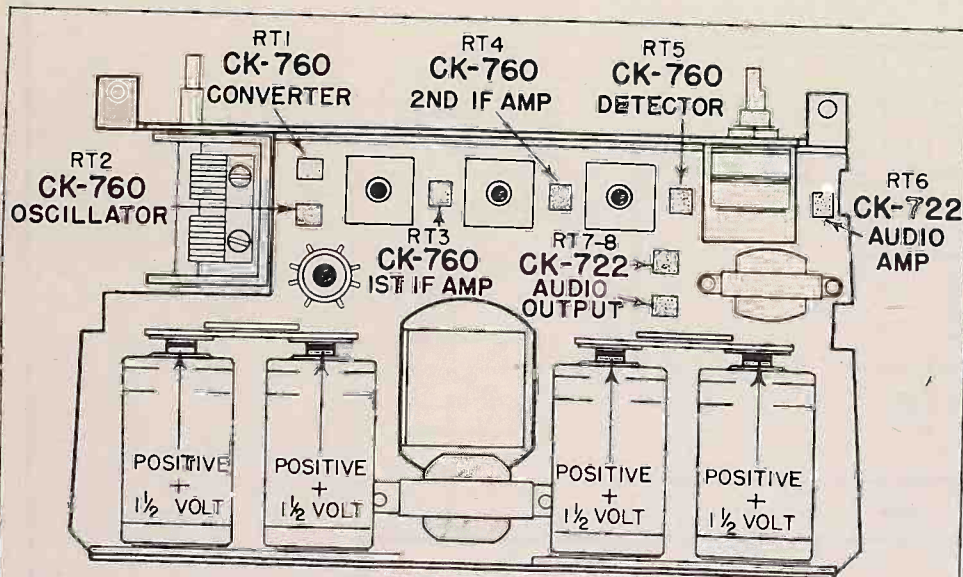 RT1
CK-760
CONVERTER
RT4
CK-760
2ND IF AMP
RT5
CK-760
DETECTOR
RT2
CK-760
OSCILLATOR
RT3
CK-760
1ST IF AMP
RT7-8
CK-722
AUDIO
OUTPUT
RT6
CK-722
AUDIO
AMP
POSITIVE
+
1½ VOLT
POSITIVE
+
1½ VOLT
POSITIVE
+
1½ VOLT
POSITIVE
+
1½ VOLT